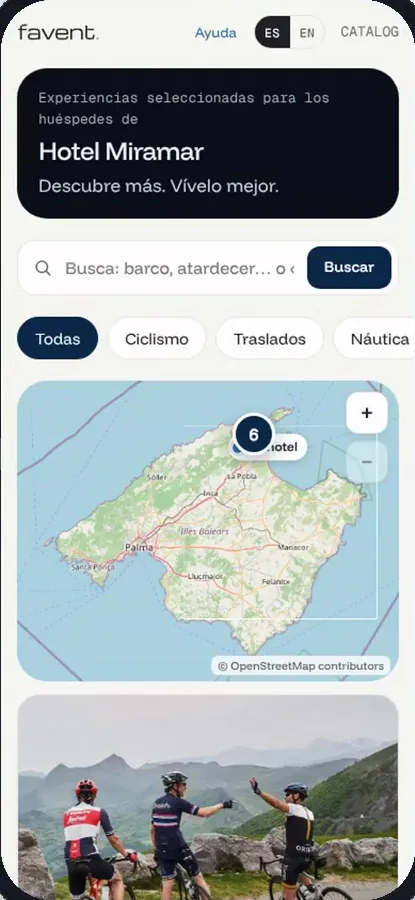 favent.
Ayuda
ES
EN
CATALOG
Experiencias seleccionadas para los
huéspedes de
Hotel Miramar
Descubre más. Vívelo mejor.
Busca: barco, atardecer... o
Buscar
Todas
Ciclismo
Traslados
Náutica
6
hotel
+
−
Sóller
sa Pobla
Inca
Illes Balears
Palma
Manacor
Santa Ponça
Llucmajor
Felanitx
© OpenStreetMap contributors